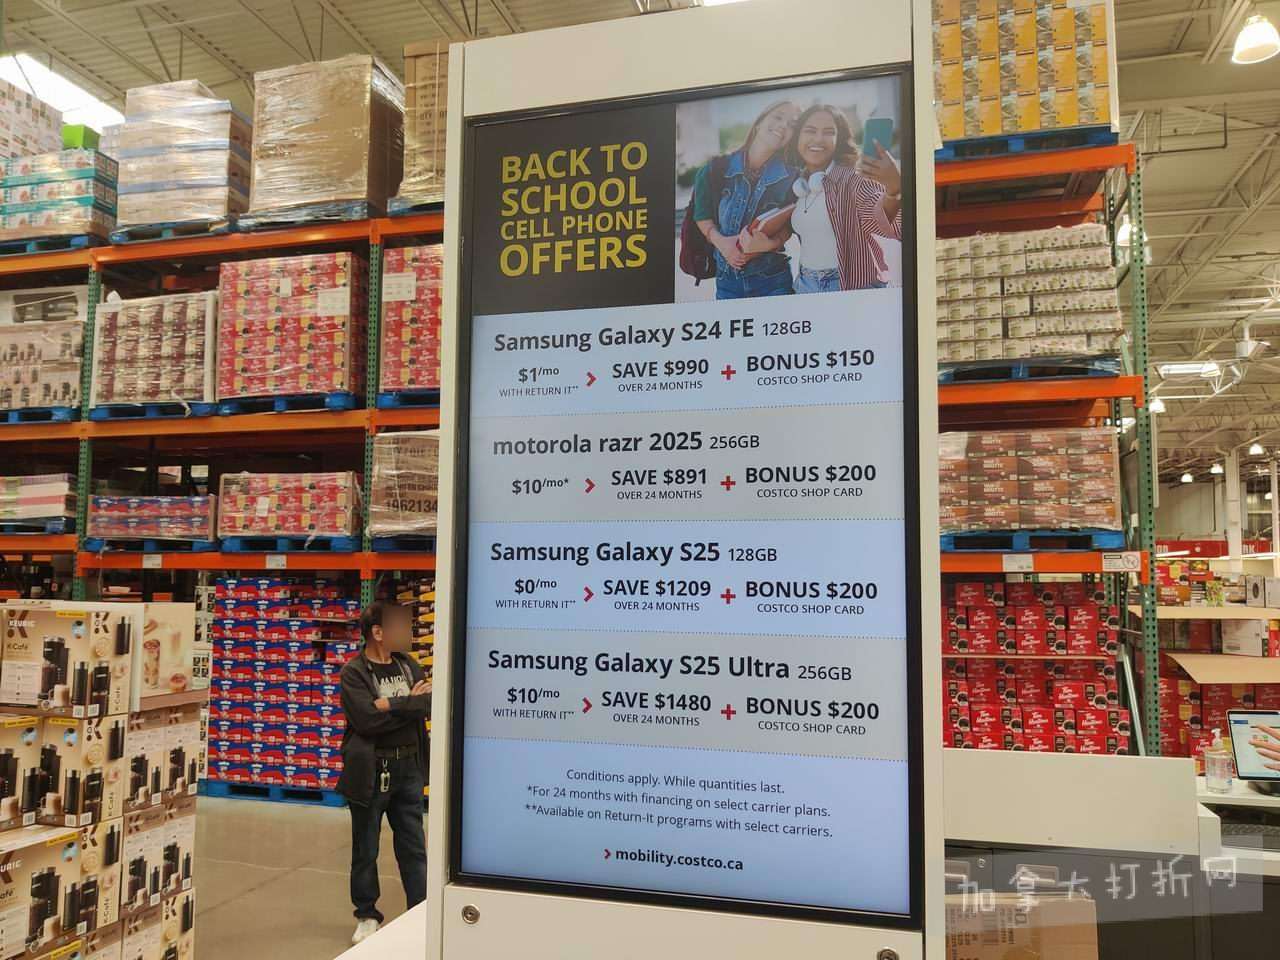 BACK TO
SCHOOL
CELL PHONE
OFFERS
Samsung Galaxy S24 FE 128GB
$1/mo > SAVE $990 + BONUS $150
WITH RETURN IT** OVER 24 MONTHS COSTCO SHOP CARD
motorola razr 2025 256GB
$10/mo* > SAVE $891 + BONUS $200
OVER 24 MONTHS COSTCO SHOP CARD
Samsung Galaxy S25 128GB
$0/mo > SAVE $1209 + BONUS $200
WITH RETURN IT** OVER 24 MONTHS COSTCO SHOP CARD
Samsung Galaxy S25 Ultra 256GB
$10/mo > SAVE $1480 + BONUS $200
WITH RETURN IT** OVER 24 MONTHS COSTCO SHOP CARD
Conditions apply. While quantities last.
*For 24 months with financing on select carrier plans.
**Available on Return-It programs with select carriers.
> mobility.costco.ca
KEURIG
K-Café
Tim Hortons
加拿大打折网